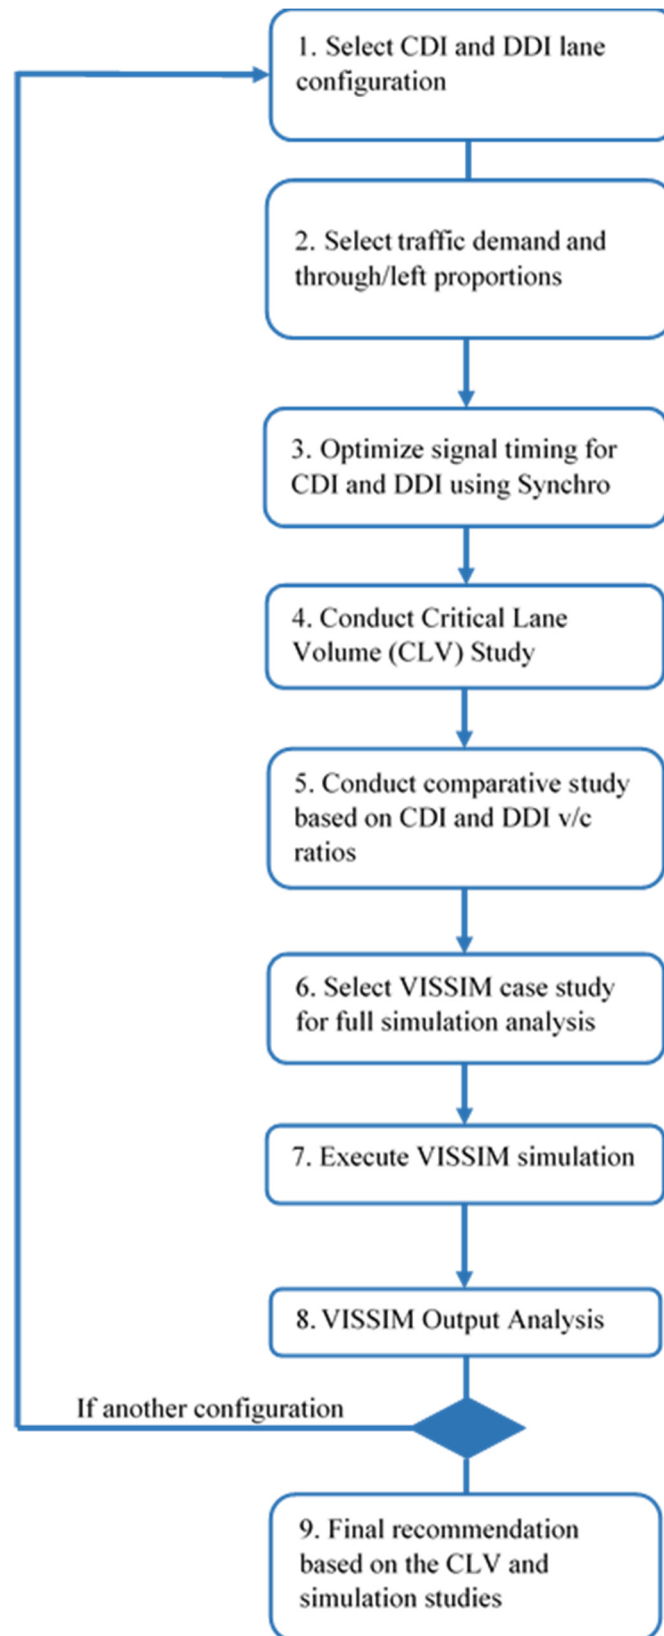 1. Select CDI and DDI lane
configuration
2. Select traffic demand and
through/left proportions
3. Optimize signal timing for
CDI and DDI using Synchro
4. Conduct Critical Lane
Volume (CLV) Study
5. Conduct comparative study
based on CDI and DDI v/c
ratios
6. Select VISSIM case study
for full simulation analysis
7. Execute VISSIM simulation
8. VISSIM Output Analysis
If another configuration
9. Final recommendation
based on the CLV and
simulation studies